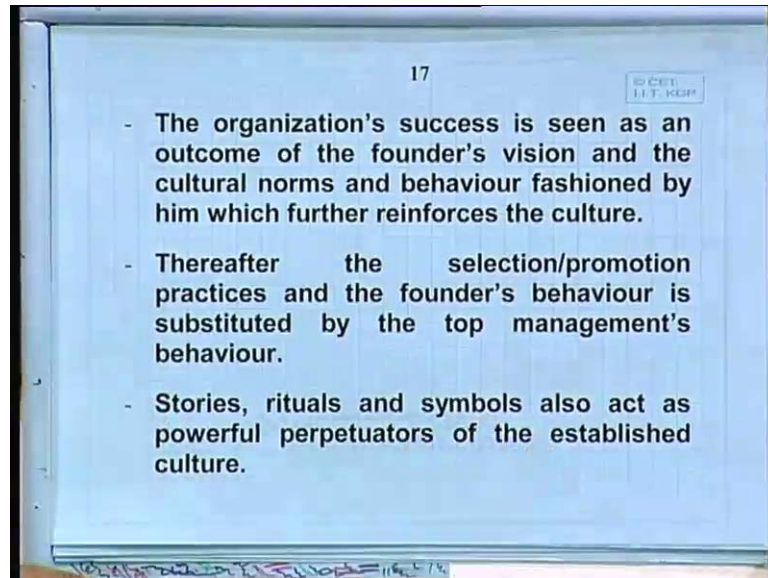 17
© CET
I.I.T. KGP
- The organization's success is seen as an
outcome of the founder's vision and the
cultural norms and behaviour fashioned by
him which further reinforces the culture.
- Thereafter the selection/promotion
practices and the founder's behaviour is
substituted by the top management's
behaviour.
- Stories, rituals and symbols also act as
powerful perpetuators of the established
culture.